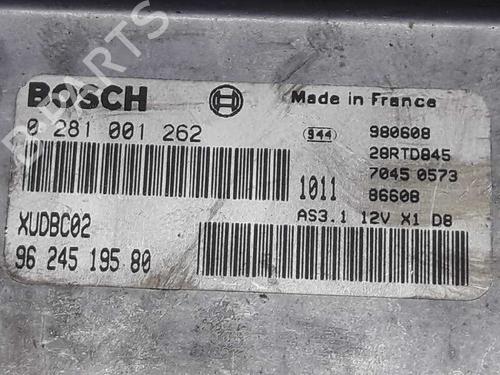 B PARTS
BOSCH
Made in France
0 281 001 262
944 980608
28RTD845
7045 0573
1011 86608
AS3.1 12V X1 D8
XUDBC02
96 245 195 80